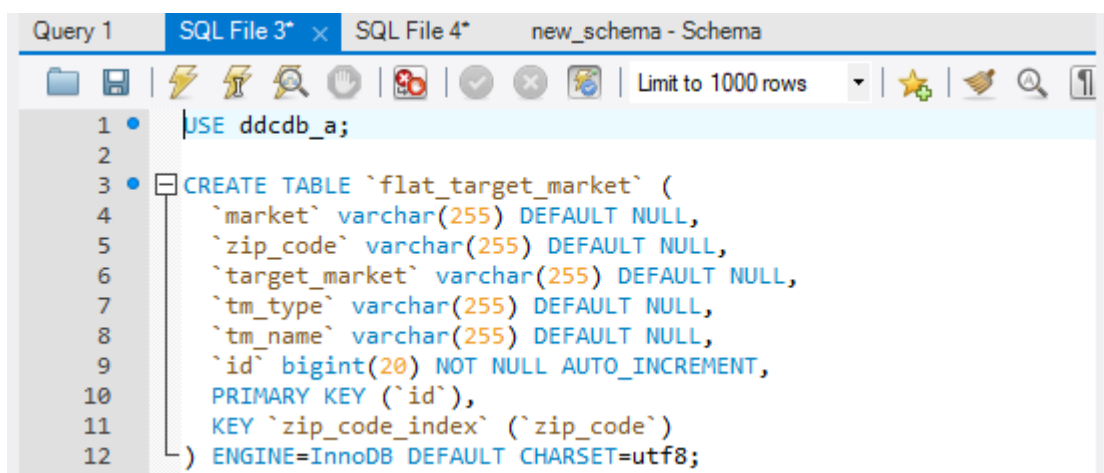 Query 1 SQL File 3* × SQL File 4* new_schema - Schema
Limit to 1000 rows
1 USE ddcdb_a;
2
3 CREATE TABLE `flat_target_market` (
4 `market` varchar(255) DEFAULT NULL,
5 `zip_code` varchar(255) DEFAULT NULL,
6 `target_market` varchar(255) DEFAULT NULL,
7 `tm_type` varchar(255) DEFAULT NULL,
8 `tm_name` varchar(255) DEFAULT NULL,
9 `id` bigint(20) NOT NULL AUTO_INCREMENT,
10 PRIMARY KEY (`id`),
11 KEY `zip_code_index` (`zip_code`)
12 ) ENGINE=InnoDB DEFAULT CHARSET=utf8;